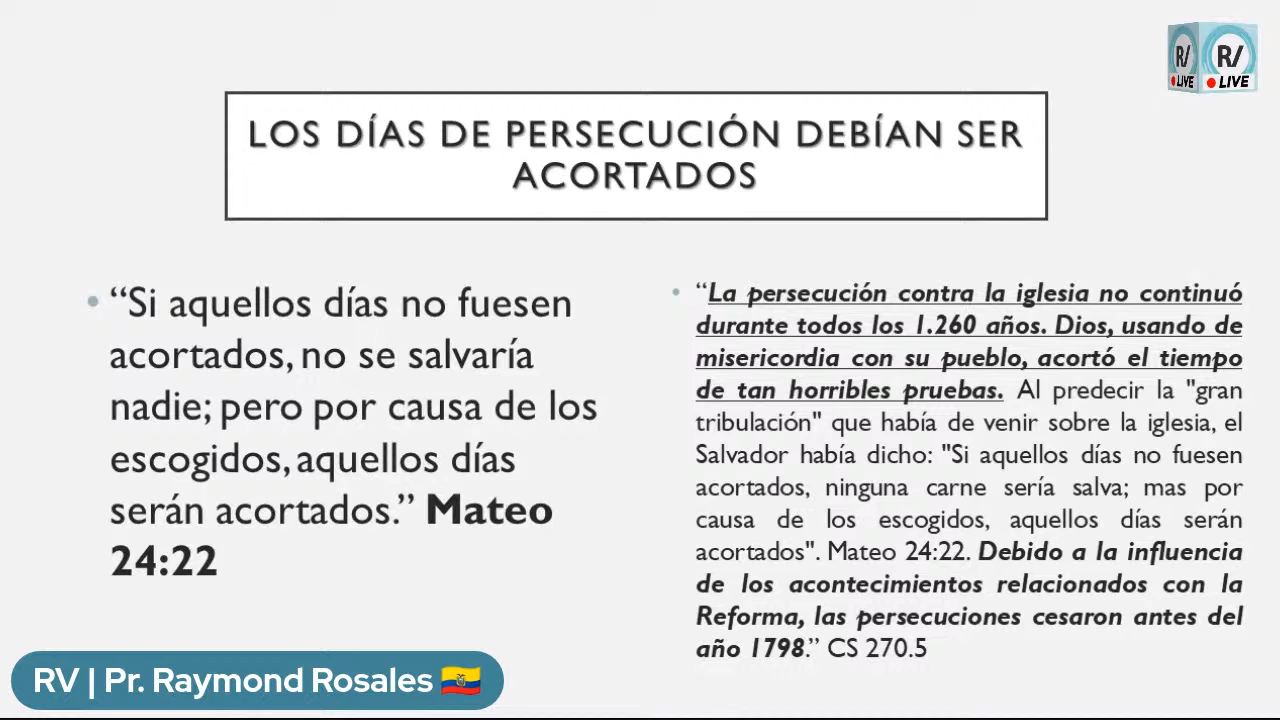 R/
LIVE
R/
LIVE
LOS DÍAS DE PERSECUCIÓN DEBÍAN SER
ACORTADOS
• “Si aquellos días no fuesen
acortados, no se salvaría
nadie; pero por causa de los
escogidos, aquellos días
serán acortados.” Mateo
24:22
• “La persecución contra la iglesia no continuó
durante todos los 1.260 años. Dios, usando de
misericordia con su pueblo, acortó el tiempo
de tan horribles pruebas. Al predecir la "gran
tribulación" que había de venir sobre la iglesia, el
Salvador había dicho: "Si aquellos días no fuesen
acortados, ninguna carne sería salva; mas por
causa de los escogidos, aquellos días serán
acortados". Mateo 24:22. Debido a la influencia
de los acontecimientos relacionados con la
Reforma, las persecuciones cesaron antes del
año 1798.” CS 270.5
RV | Pr. Raymond Rosales 🇪🇨